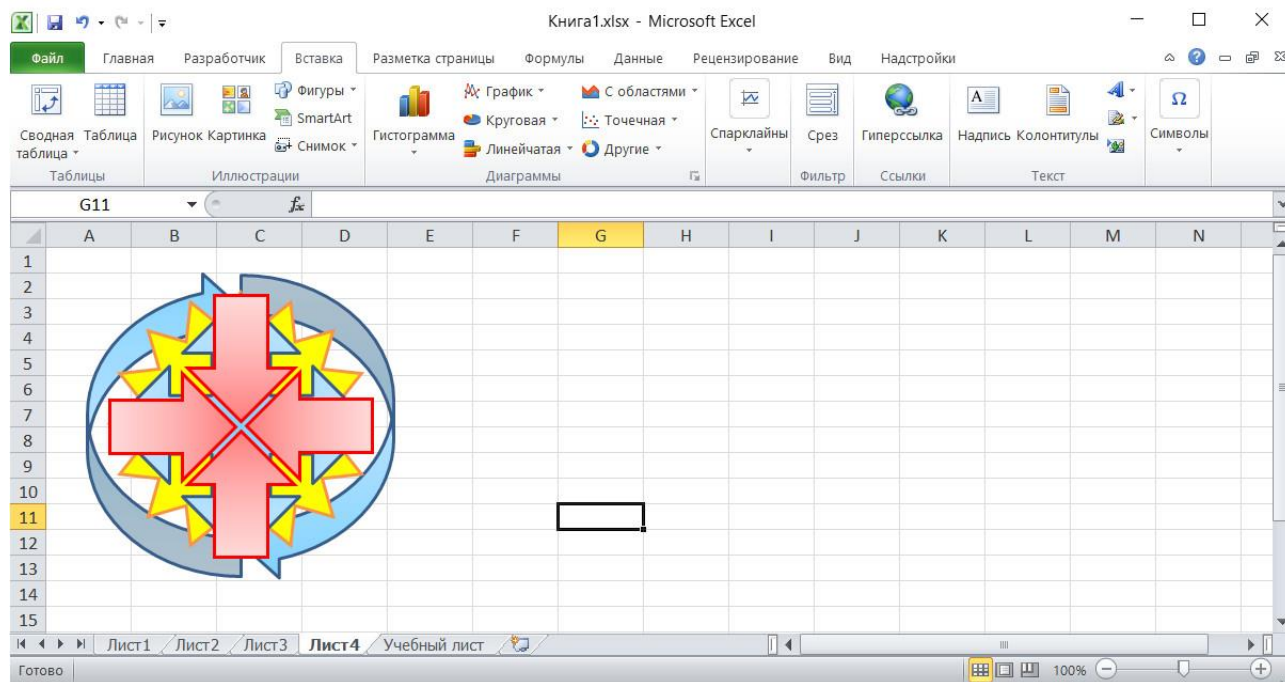 Книга1.xlsx - Microsoft Excel
Файл Главная Разработчик Вставка Разметка страницы Формулы Данные Рецензирование Вид Надстройки
Сводная таблица
Таблица
Рисунок
Картинка
Фигуры
SmartArt
Снимок
Гистограмма
График
Круговая
Линейчатая
С областями
Точечная
Другие
Спарклайны
Срез
Гиперссылка
Надпись
Колонтитулы
Символы
Таблицы Иллюстрации Диаграммы Фильтр Ссылки Текст
G11 fx
A B C D E F G H I J K L M N
1
2
3
4
5
6
7
8
9
10
11
12
13
14
15
Лист1 Лист2 Лист3 Лист4 Учебный лист
Готово 100%